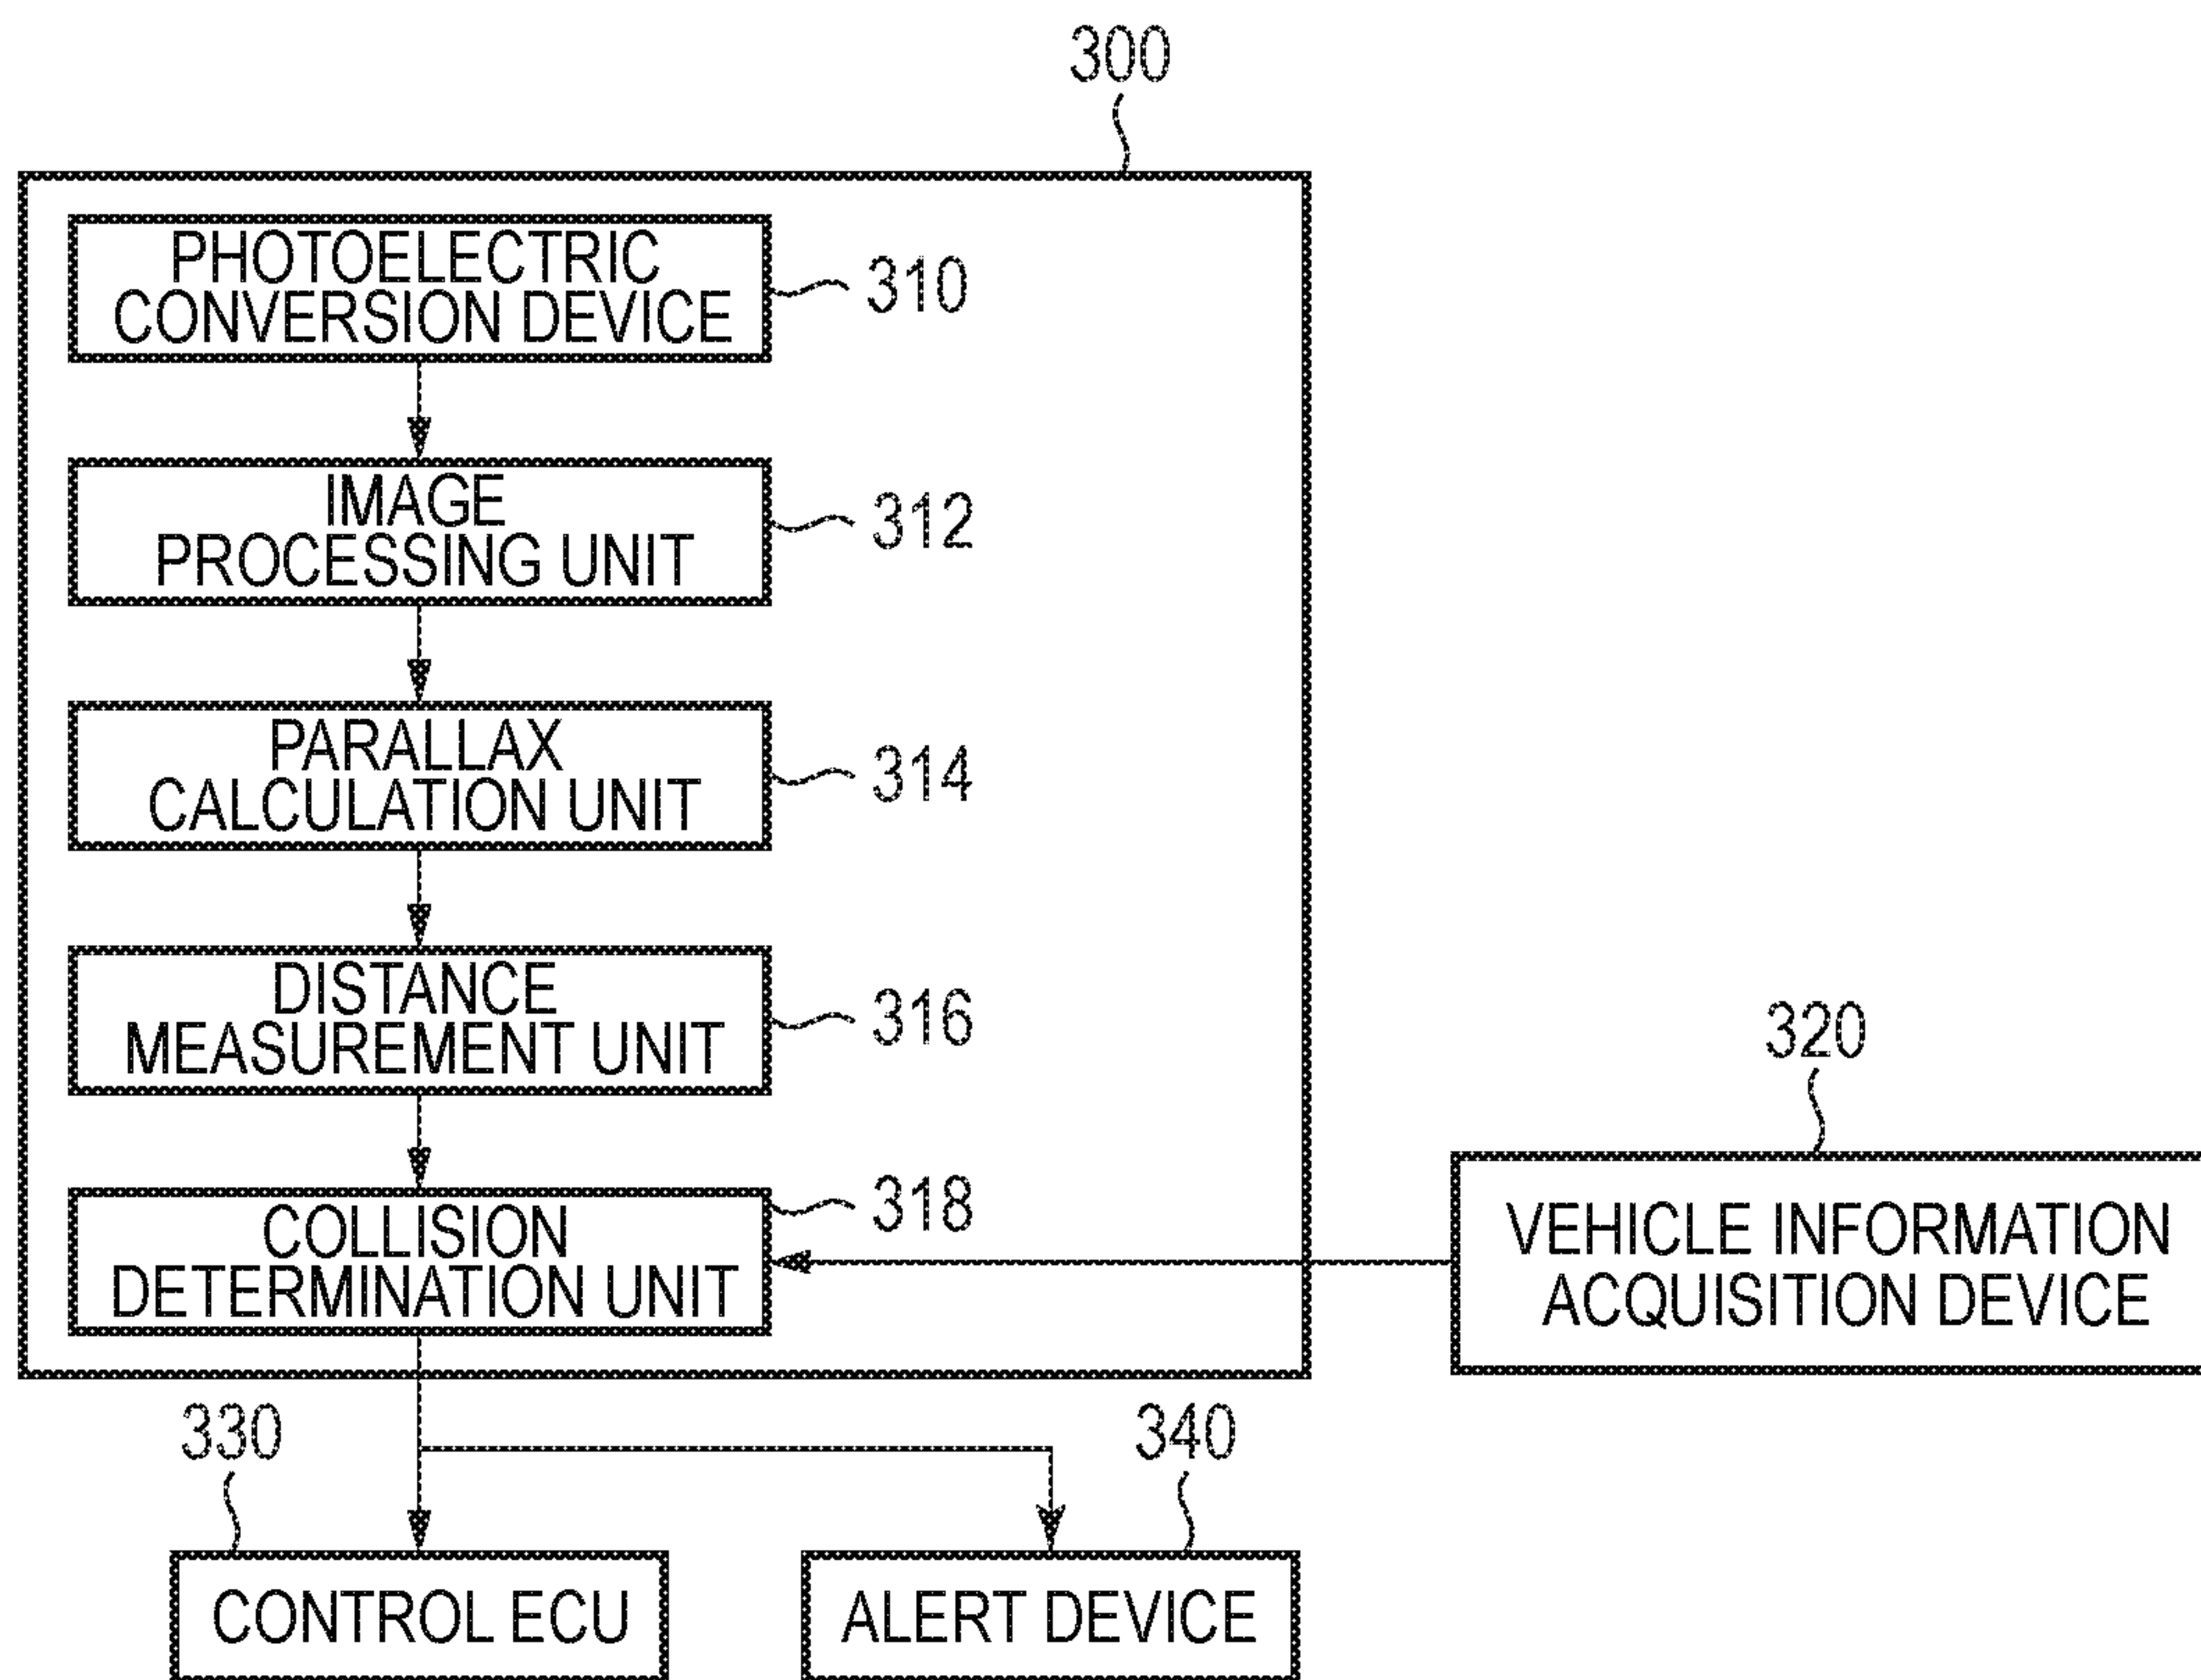 300
PHOTOELECTRIC
CONVERSION DEVICE
310
IMAGE
PROCESSING UNIT
312
PARALLAX
CALCULATION UNIT
314
DISTANCE
MEASUREMENT UNIT
316
COLLISION
DETERMINATION UNIT
318
320
VEHICLE INFORMATION
ACQUISITION DEVICE
330
CONTROL ECU
340
ALERT DEVICE